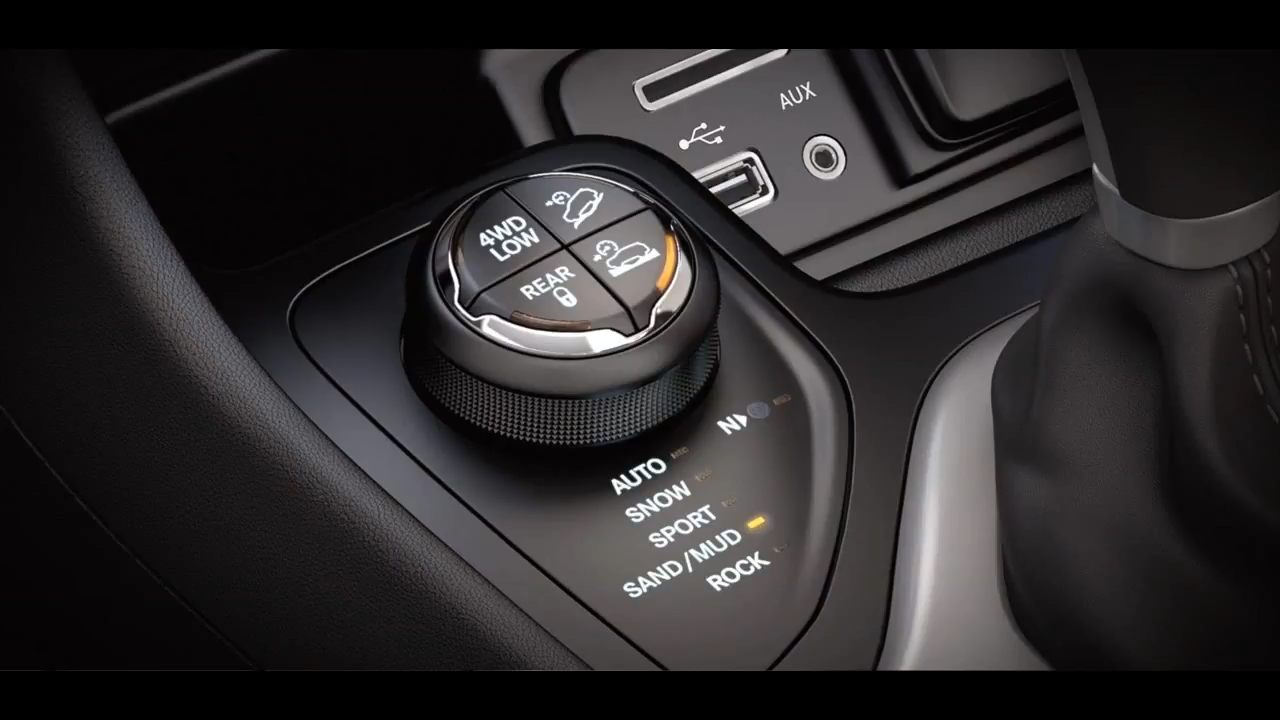 AUX
4WD
LOW
REAR
N
AUTO
SNOW
SPORT
SAND/MUD
ROCK